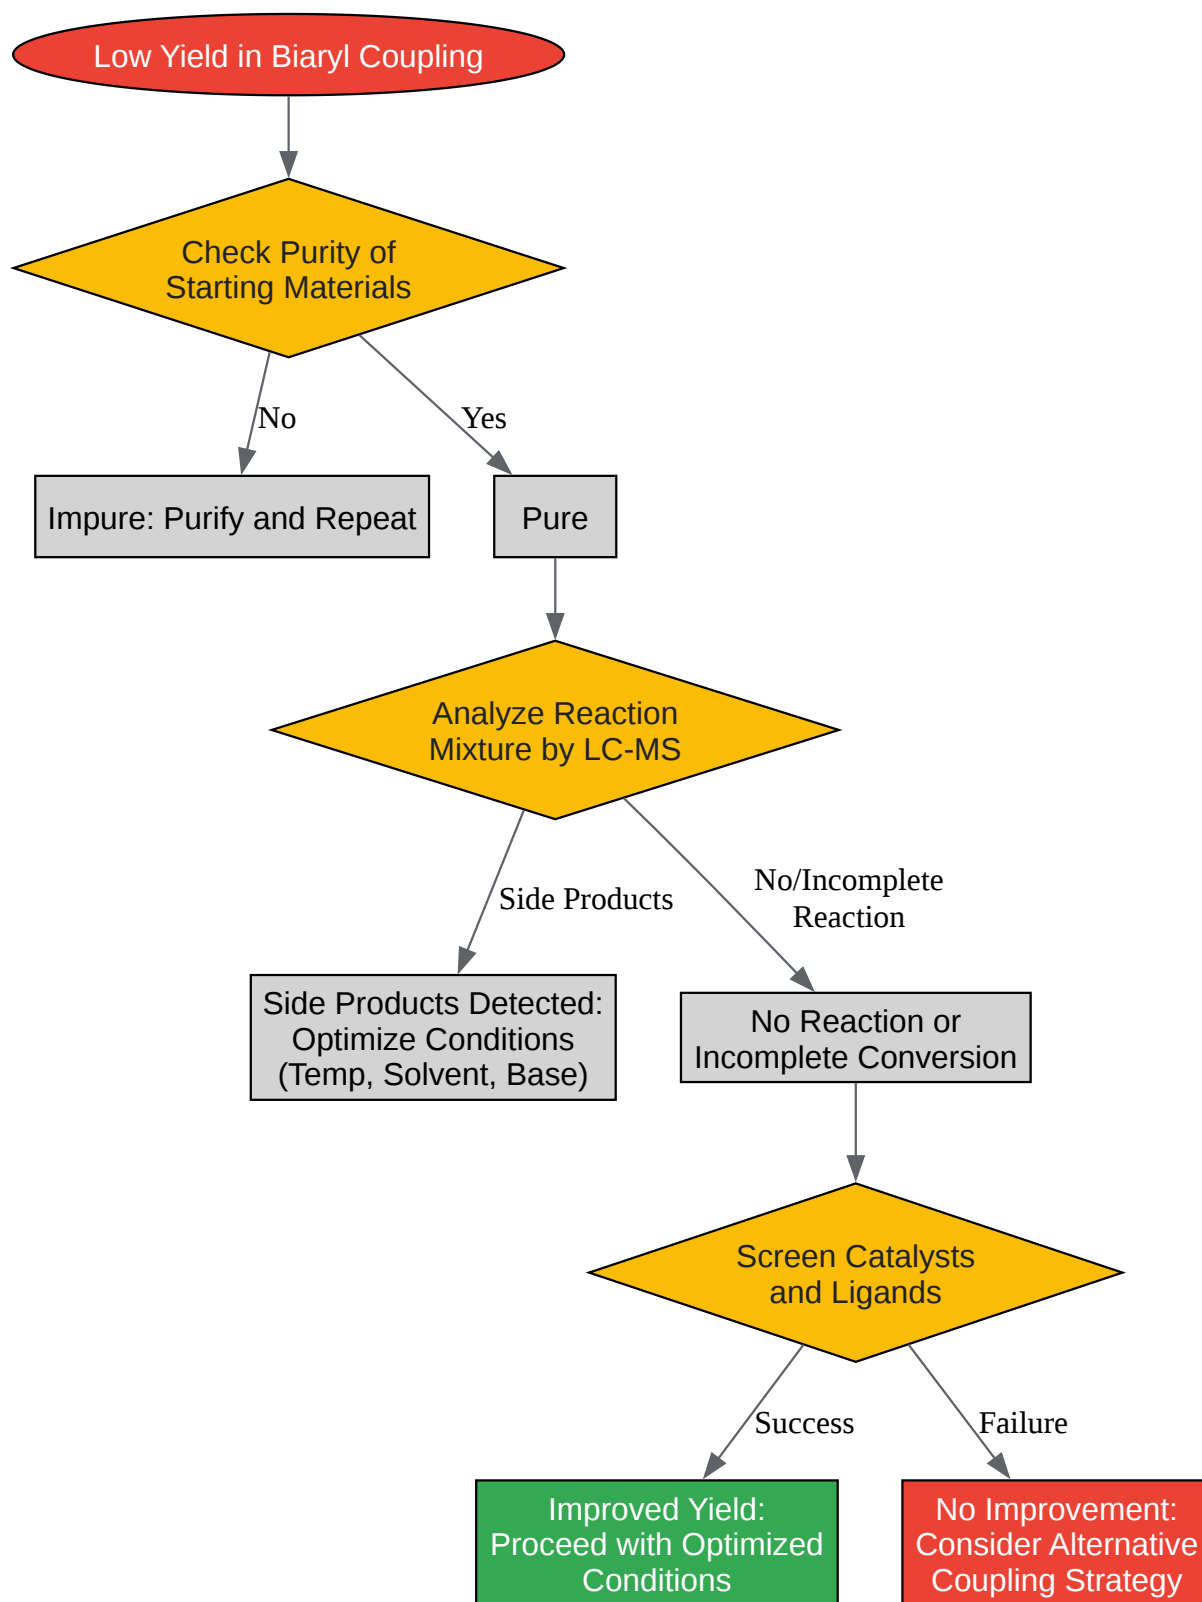 Low Yield in Biaryl Coupling
Check Purity of
Starting Materials
No
Yes
Impure: Purify and Repeat
Pure
Analyze Reaction
Mixture by LC-MS
Side Products
No/Incomplete
Reaction
Side Products Detected:
Optimize Conditions
(Temp, Solvent, Base)
No Reaction or
Incomplete Conversion
Screen Catalysts
and Ligands
Success
Failure
Improved Yield:
Proceed with Optimized
Conditions
No Improvement:
Consider Alternative
Coupling Strategy